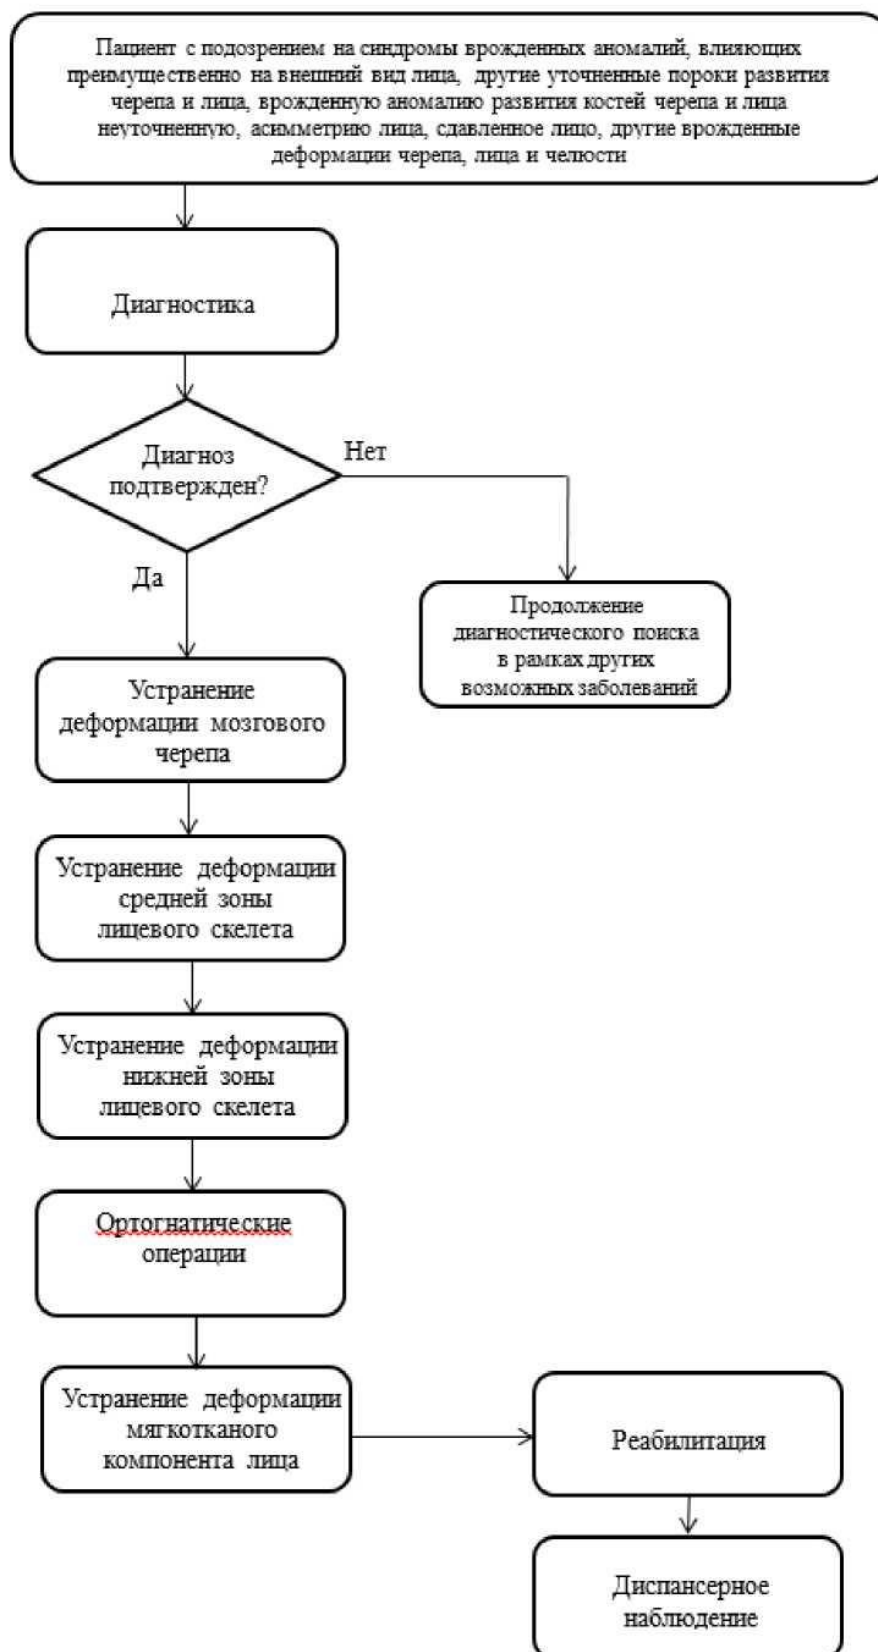 Пациент с подозрением на синдромы врожденных аномалий, влияющих
преимущественно на внешний вид лица, другие уточненные пороки развития
черепа и лица, врожденную аномалию развития костей черепа и лица
неуточненную, асимметрию лица, сдавленное лицо, другие врожденные
деформации черепа, лица и челюсти
Диагностика
Диагноз
подтвержден?
Нет
Да
Продолжение
диагностического поиска
в рамках других
возможных заболеваний
Устранение
деформации мозгового
черепа
Устранение деформации
средней зоны
лицевого скелета
Устранение деформации
нижней зоны
лицевого скелета
Ортогнатические
операции
Устранение деформации
мягкотканого
компонента лица
Реабилитация
Диспансерное
наблюдение